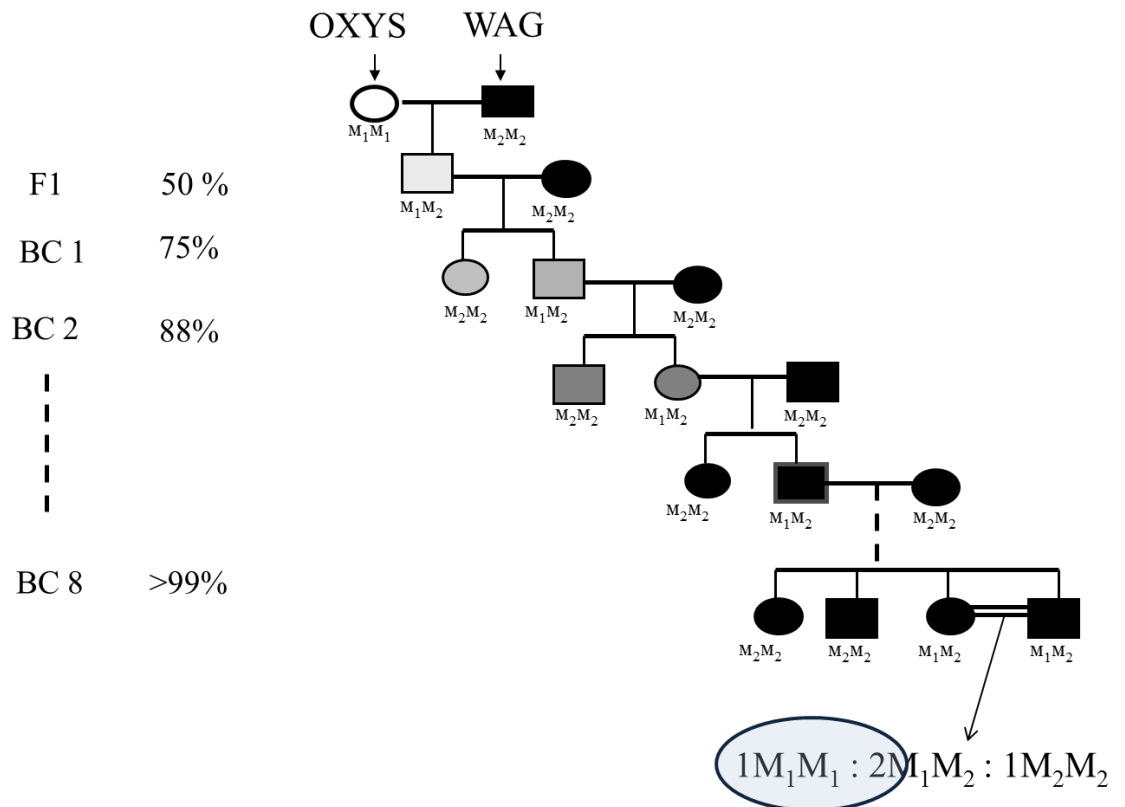 OXYS WAG
M₁M₁ M₂M₂
F1 50 %
M₁M₂ M₂M₂
BC 1 75%
M₂M₂ M₁M₂ M₂M₂
BC 2 88%
M₂M₂ M₁M₂ M₂M₂
M₂M₂ M₁M₂ M₂M₂
BC 8 >99%
M₂M₂ M₂M₂ M₁M₂ M₁M₂
1M₁M₁ : 2M₁M₂ : 1M₂M₂